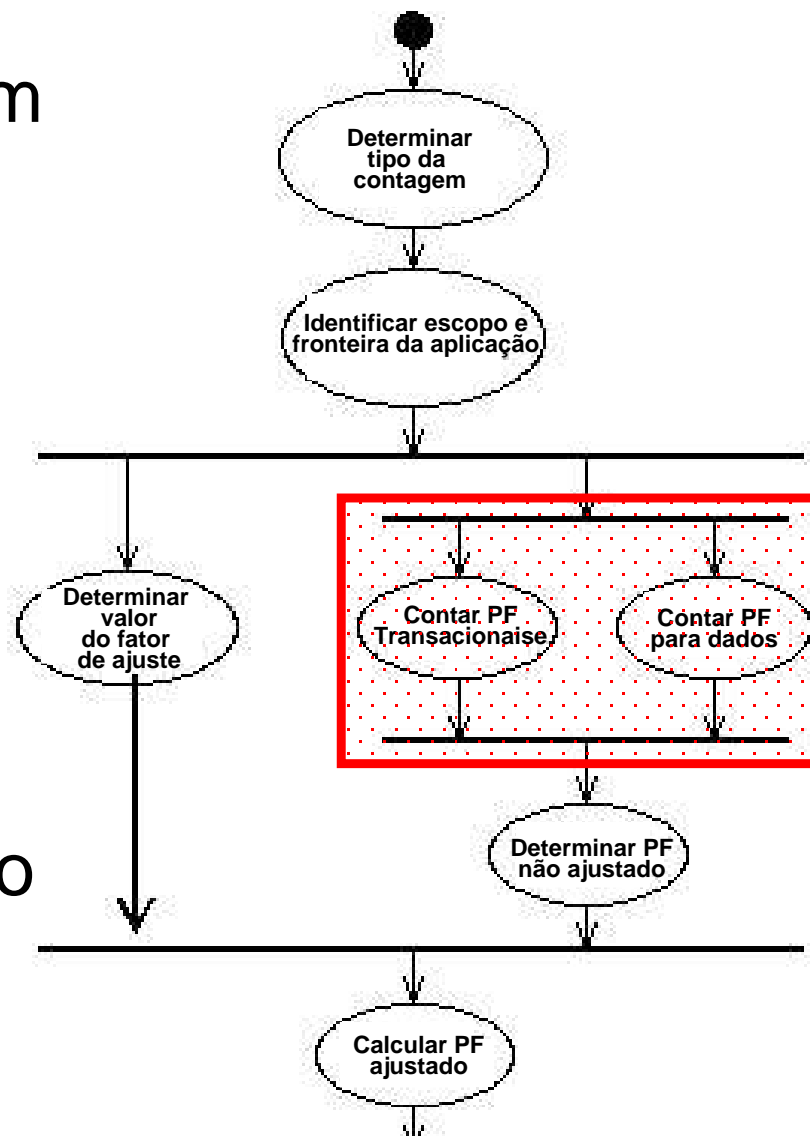 m
Determinar
tipo da
contagem
Identificar escopo e
fronteira da aplicação
Determinar
valor
do fator
de ajuste
Contar PF
Transacionaise
Contar PF
para dados
Determinar PF
não ajustado
o
Calcular PF
ajustado